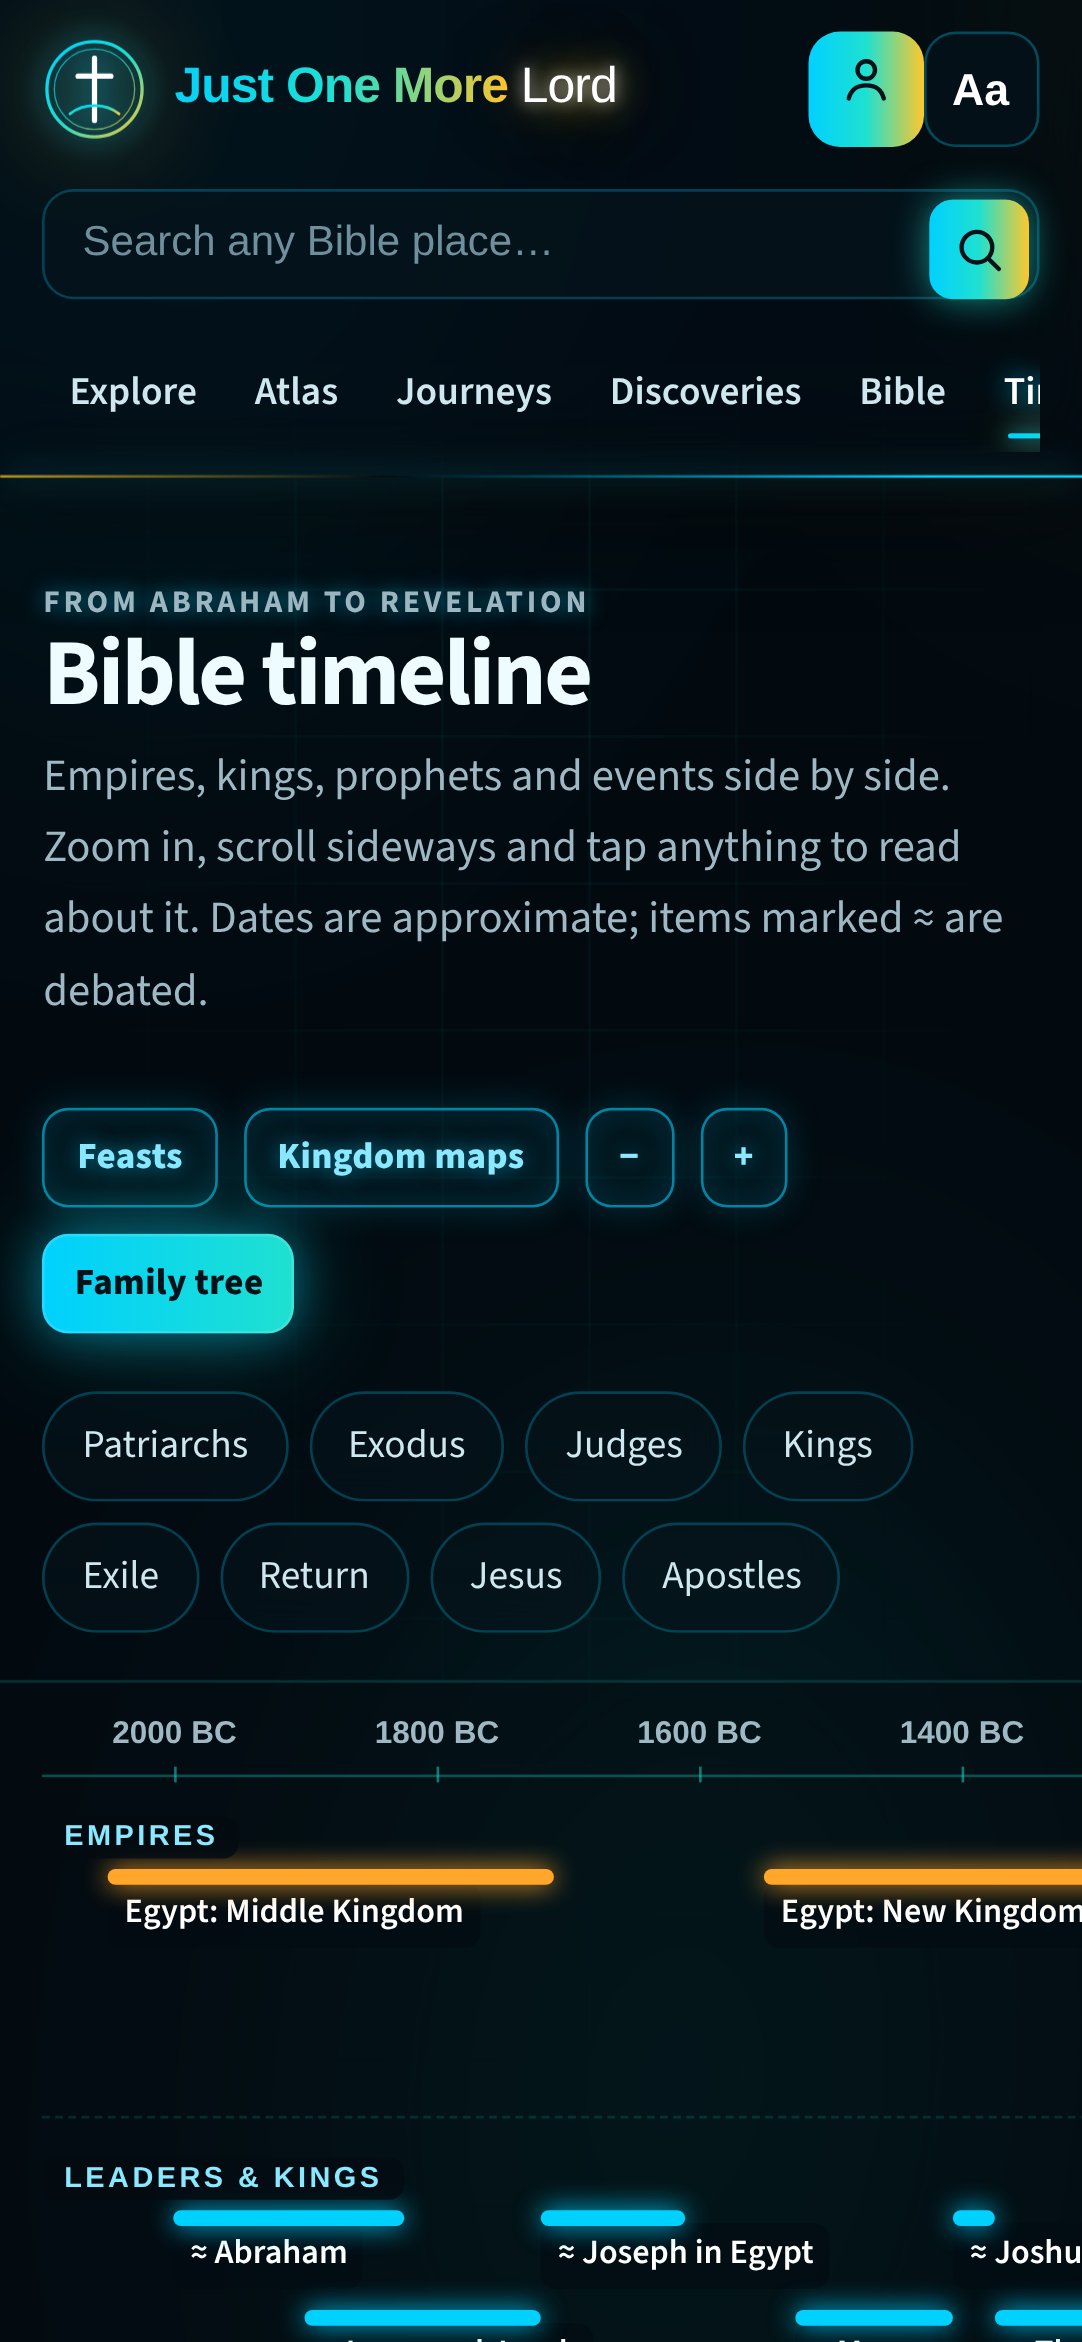 Just One More Lord
Aa
Search any Bible place…
Explore Atlas Journeys Discoveries Bible
FROM ABRAHAM TO REVELATION
Bible timeline
Empires, kings, prophets and events side by side.
Zoom in, scroll sideways and tap anything to read
about it. Dates are approximate; items marked ≈ are
debated.
Feasts Kingdom maps − +
Family tree
Patriarchs Exodus Judges Kings
Exile Return Jesus Apostles
2000 BC 1800 BC 1600 BC 1400 BC
EMPIRES
Egypt: Middle Kingdom Egypt: New Kingdom
LEADERS & KINGS
≈ Abraham ≈ Joseph in Egypt ≈